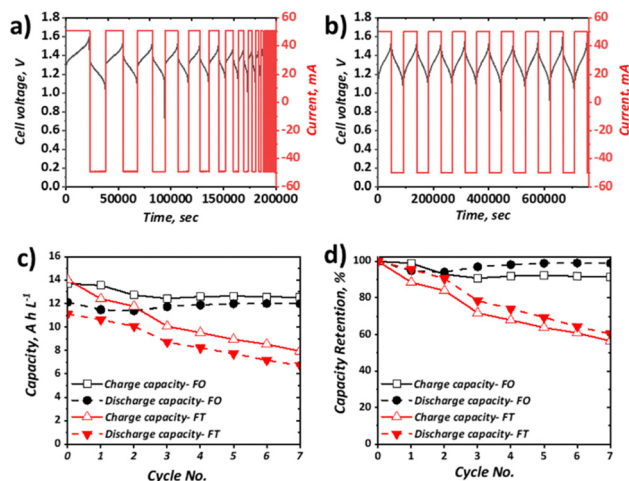 a)
1.8
1.6
1.4
1.2
1.0
0.8
0.6
0.4
0.2
0.0
Cell voltage, V
0
50000
100000
150000
200000
Time, sec
60
40
20
0
-20
-40
-60
Current, mA
b)
1.8
1.6
1.4
1.2
1.0
0.8
0.6
0.4
0.2
0.0
Cell voltage, V
0
200000
400000
600000
Time, sec
60
40
20
0
-20
-40
-60
Current, mA
c)
16
14
12
10
8
6
4
2
0
Capacity, A h L⁻¹
Charge capacity- FO
Discharge capacity- FO
Charge capacity- FT
Discharge capacity- FT
0 1 2 3 4 5 6 7
Cycle No.
d)
100
80
60
40
20
0
Capacity Retention, %
Charge capacity- FO
Discharge capacity- FO
Charge capacity- FT
Discharge capacity- FT
0 1 2 3 4 5 6 7
Cycle No.